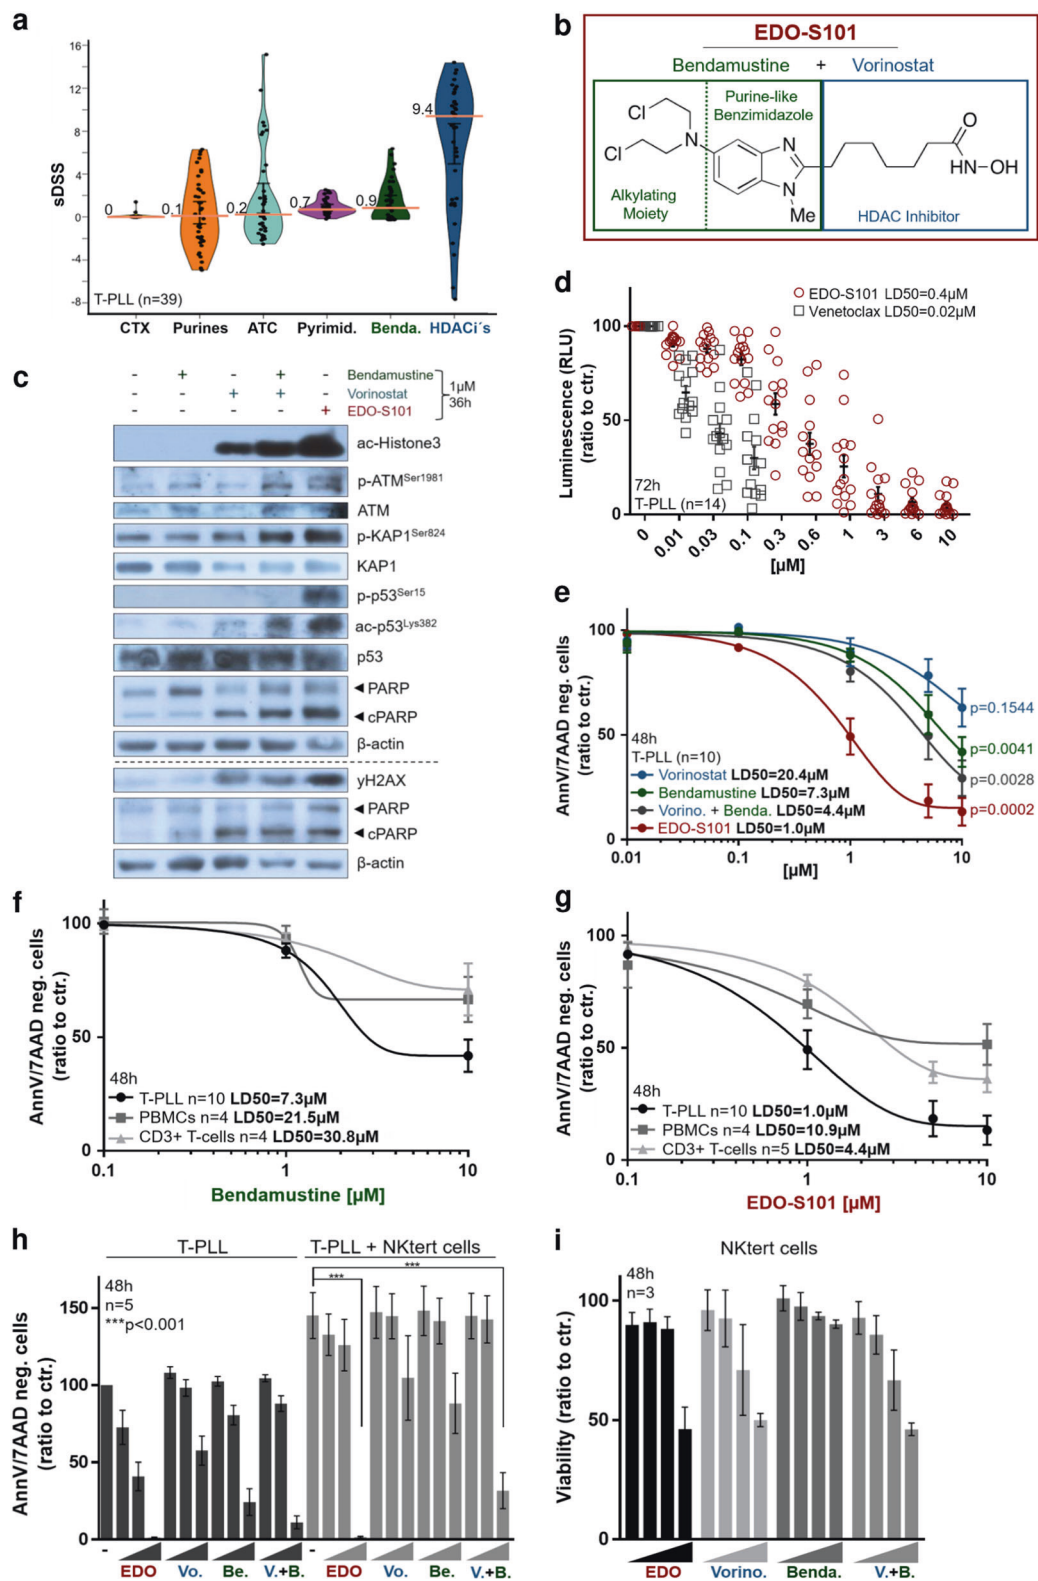 a
sDSS
16
12
8
4
0
-4
-8
0
0.1
0.2
0.7
0.9
9.4
T-PLL (n=39)
CTX Purines ATC Pyrimid. Benda. HDACi´s
b
EDO-S101
Bendamustine + Vorinostat
Purine-like
Benzimidazole
Cl
Cl
N
N
N
Me
O
HN
OH
Alkylating
Moiety
HDAC Inhibitor
c
- + - + - Bendamustine
- - + + - Vorinostat
- - - - + EDO-S101
1µM
36h
ac-Histone3
p-ATMSer1981
ATM
p-KAP1Ser824
KAP1
p-p53Ser15
ac-p53Lys382
p53
◄PARP
◄cPARP
β-actin
yH2AX
◄PARP
◄cPARP
β-actin
d
EDO-S101 LD50=0.4µM
Venetoclax LD50=0.02µM
Luminescence (RLU)
(ratio to ctr.)
100
50
0
72h
T-PLL (n=14)
0 0.01 0.03 0.1 0.3 0.6 1 3 6 10
[µM]
e
AnnV/7AAD neg. cells
(ratio to ctr.)
100
50
0
48h
T-PLL (n=10)
Vorinostat LD50=20.4µM
Bendamustine LD50=7.3µM
Vorino. + Benda. LD50=4.4µM
EDO-S101 LD50=1.0µM
p=0.1544
p=0.0041
p=0.0028
p=0.0002
0.01 0.1 1 10
[µM]
f
AnnV/7AAD neg. cells
(ratio to ctr.)
100
50
0
48h
T-PLL n=10 LD50=7.3µM
PBMCs n=4 LD50=21.5µM
CD3+ T-cells n=4 LD50=30.8µM
0.1 1 10
Bendamustine [µM]
g
AnnV/7AAD neg. cells
(ratio to ctr.)
100
50
0
48h
T-PLL n=10 LD50=1.0µM
PBMCs n=4 LD50=10.9µM
CD3+ T-cells n=5 LD50=4.4µM
0.1 1 10
EDO-S101 [µM]
h
T-PLL
T-PLL + NKtert cells
AnnV/7AAD neg. cells
(ratio to ctr.)
150
100
50
0
48h
n=5
***p<0.001
***
***
- EDO Vo. Be. V.+B. - EDO Vo. Be. V.+B.
i
NKtert cells
Viability (ratio to ctr.)
100
50
0
48h
n=3
EDO Vorino. Benda. V.+B.